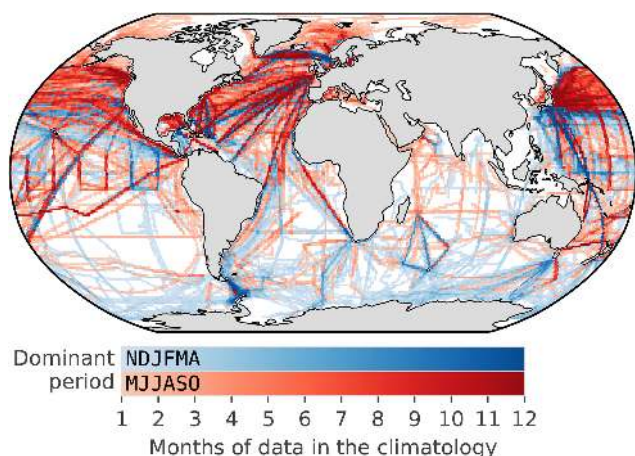 Dominant period
NDJFMA
MJJASO
1 2 3 4 5 6 7 8 9 10 11 12
Months of data in the climatology